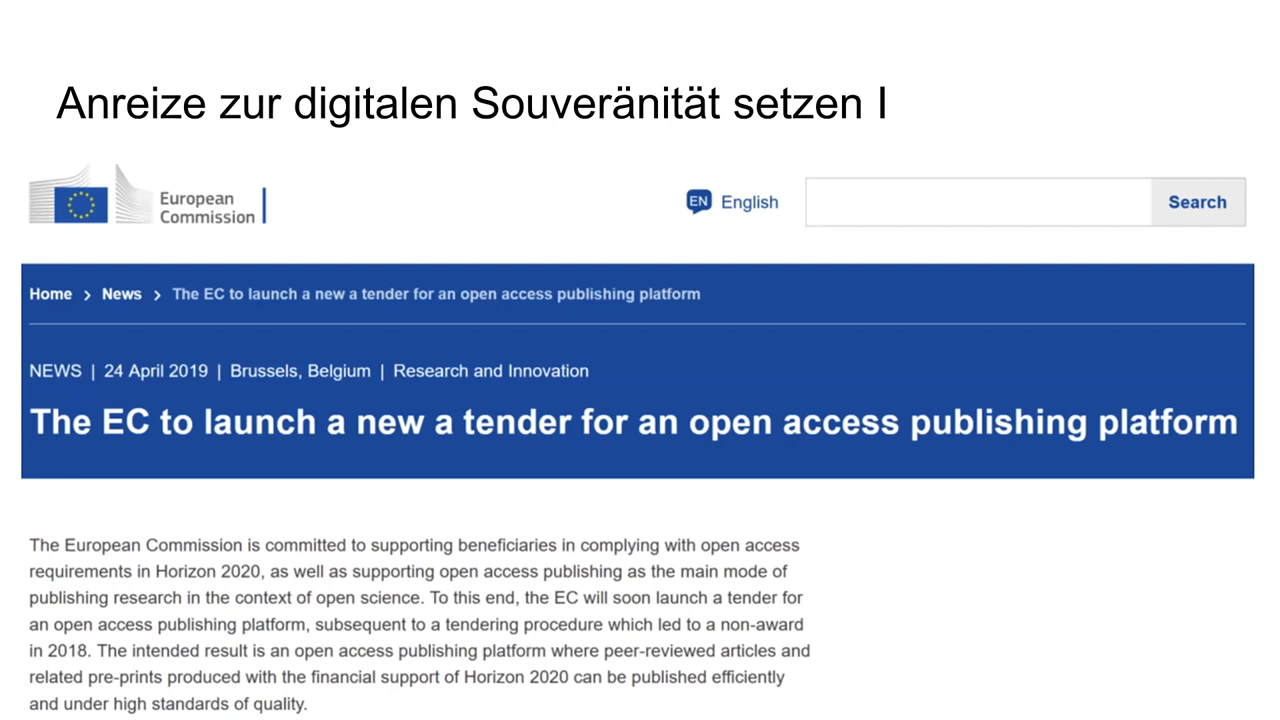 Anreize zur digitalen Souveränität setzen I
European
Commission
EN English
Search
Home > News > The EC to launch a new a tender for an open access publishing platform
NEWS | 24 April 2019 | Brussels, Belgium | Research and Innovation
The EC to launch a new a tender for an open access publishing platform
The European Commission is committed to supporting beneficiaries in complying with open access
requirements in Horizon 2020, as well as supporting open access publishing as the main mode of
publishing research in the context of open science. To this end, the EC will soon launch a tender for
an open access publishing platform, subsequent to a tendering procedure which led to a non-award
in 2018. The intended result is an open access publishing platform where peer-reviewed articles and
related pre-prints produced with the financial support of Horizon 2020 can be published efficiently
and under high standards of quality.